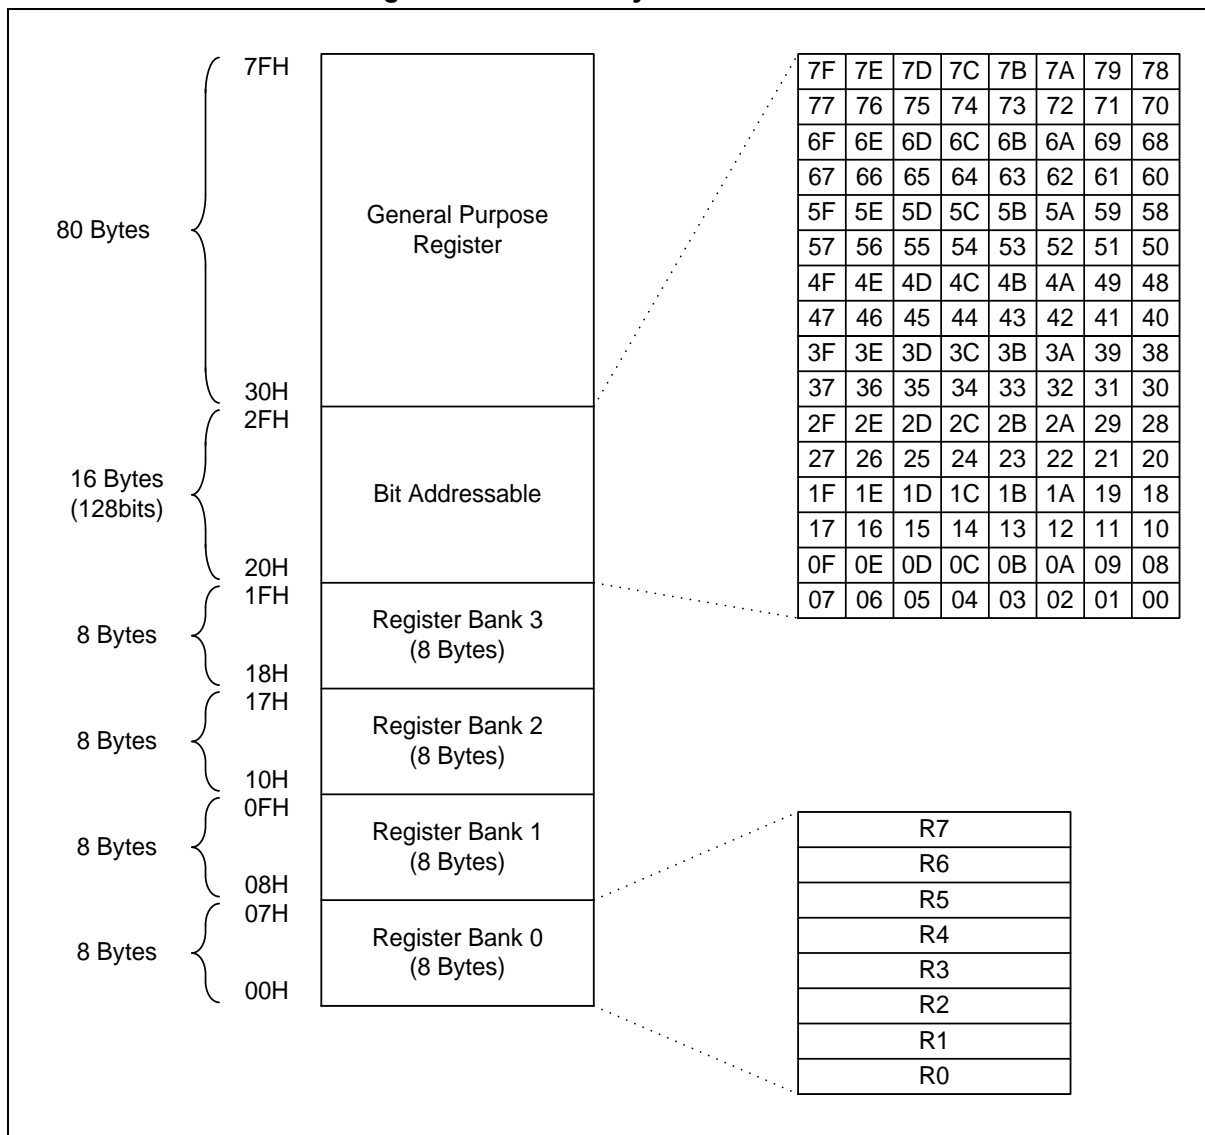 7FH
80 Bytes
General Purpose
Register
30H
2FH
16 Bytes
(128bits)
Bit Addressable
20H
1FH
8 Bytes
Register Bank 3
(8 Bytes)
18H
17H
8 Bytes
Register Bank 2
(8 Bytes)
10H
0FH
8 Bytes
Register Bank 1
(8 Bytes)
08H
07H
8 Bytes
Register Bank 0
(8 Bytes)
00H
7F 7E 7D 7C 7B 7A 79 78
77 76 75 74 73 72 71 70
6F 6E 6D 6C 6B 6A 69 68
67 66 65 64 63 62 61 60
5F 5E 5D 5C 5B 5A 59 58
57 56 55 54 53 52 51 50
4F 4E 4D 4C 4B 4A 49 48
47 46 45 44 43 42 41 40
3F 3E 3D 3C 3B 3A 39 38
37 36 35 34 33 32 31 30
2F 2E 2D 2C 2B 2A 29 28
27 26 25 24 23 22 21 20
1F 1E 1D 1C 1B 1A 19 18
17 16 15 14 13 12 11 10
0F 0E 0D 0C 0B 0A 09 08
07 06 05 04 03 02 01 00
R7
R6
R5
R4
R3
R2
R1
R0